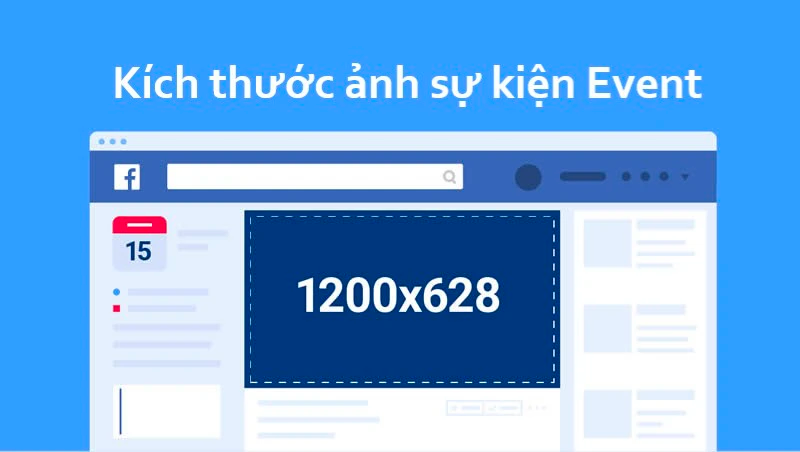 Kích thước ảnh sự kiện Event
f
15
1200x628